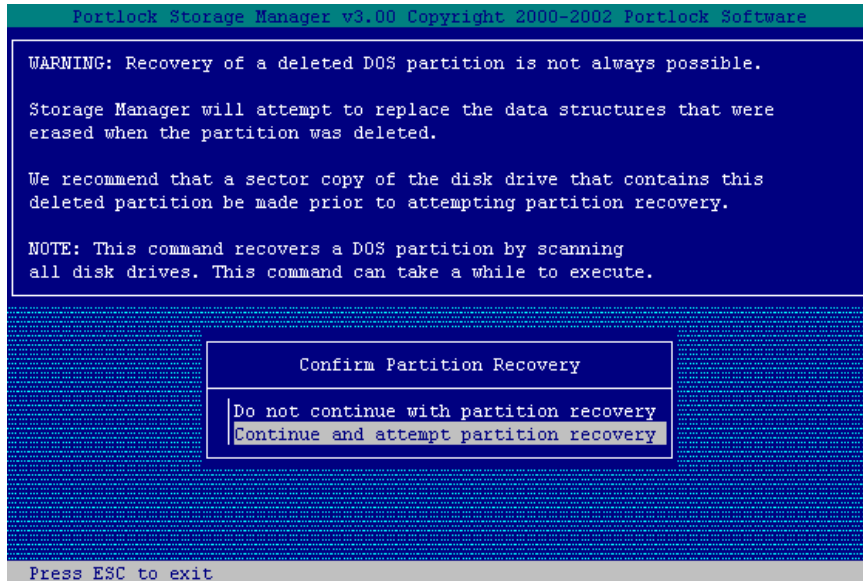 Portlock Storage Manager v3.00 Copyright 2000-2002 Portlock Software
WARNING: Recovery of a deleted DOS partition is not always possible.
Storage Manager will attempt to replace the data structures that were
erased when the partition was deleted.
We recommend that a sector copy of the disk drive that contains this
deleted partition be made prior to attempting partition recovery.
NOTE: This command recovers a DOS partition by scanning
all disk drives. This command can take a while to execute.
Confirm Partition Recovery
Do not continue with partition recovery
Continue and attempt partition recovery
Press ESC to exit